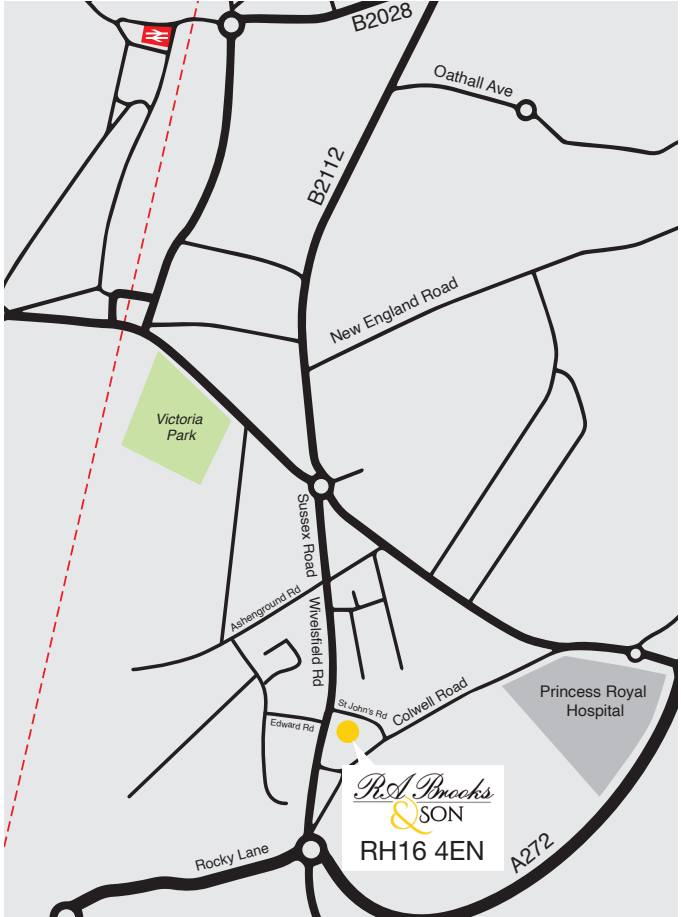 B2028
Oathall Ave
B2112
New England Road
Victoria
Park
Sussex Road
Ashenground Rd
Wivelsfield Rd
St John's Rd
Colwell Road
Edward Rd
Princess Royal
Hospital
RA Brooks
& SON
RH16 4EN
Rocky Lane
A272